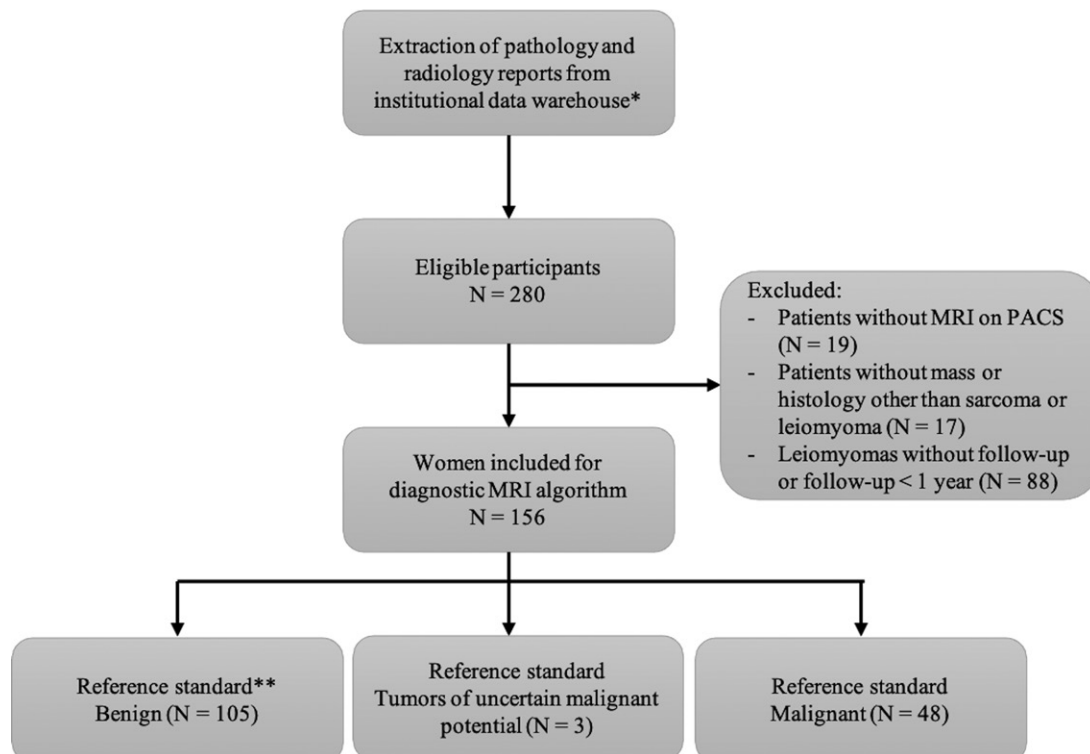 Extraction of pathology and
radiology reports from
institutional data warehouse*
Eligible participants
N = 280
Excluded:
- Patients without MRI on PACS
(N = 19)
- Patients without mass or
histology other than sarcoma or
leiomyoma (N = 17)
- Leiomyomas without follow-up
or follow-up < 1 year (N = 88)
Women included for
diagnostic MRI algorithm
N = 156
Reference standard**
Benign (N = 105)
Reference standard
Tumors of uncertain malignant
potential (N = 3)
Reference standard
Malignant (N = 48)